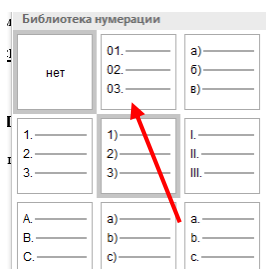 Библиотека нумерации
нет
01.
02.
03.
а)
б)
в)
1.
2.
3.
1)
2)
3)
I.
II.
III.
A.
B.
C.
a)
b)
c)
a.
b.
c.